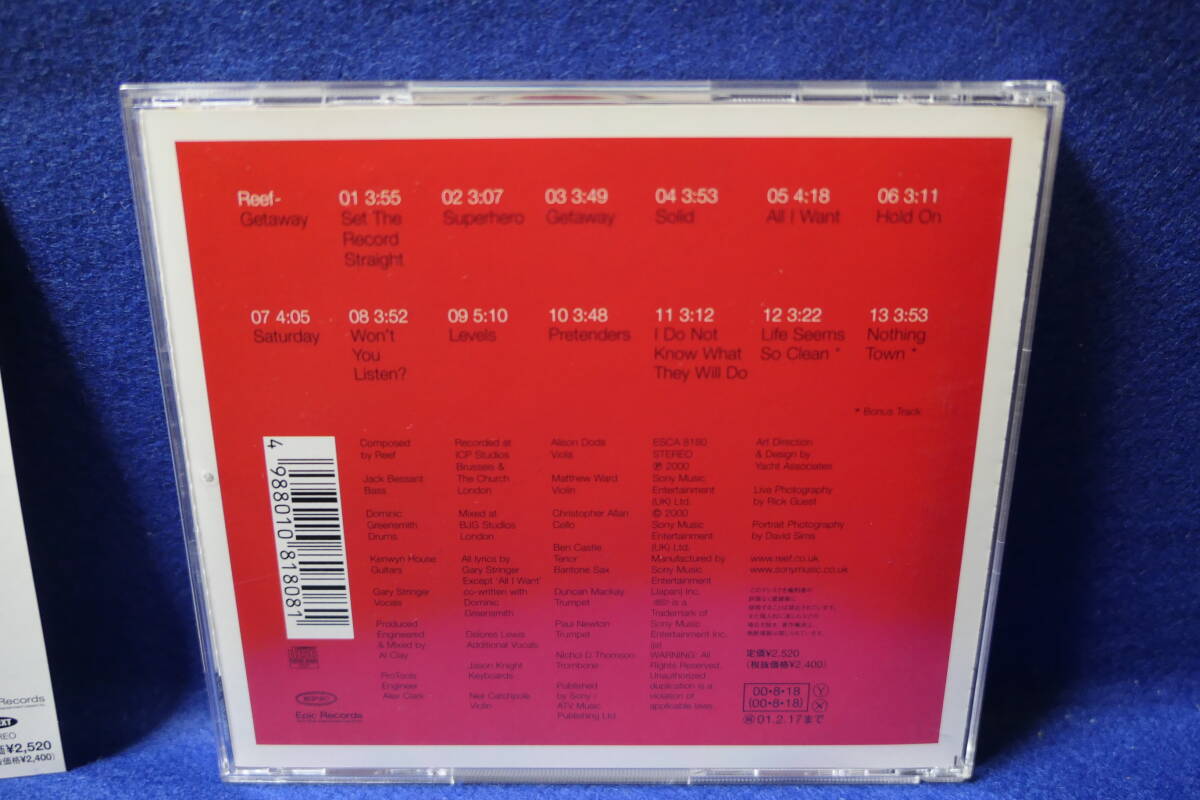 Reef-
Getaway
01 3:55
Set The
Record
Straight
02 3:07
Superhero
03 3:49
Getaway
04 3:53
Solid
05 4:18
All I Want
06 3:11
Hold On
07 4:05
Saturday
08 3:52
Won't
You
Listen?
09 5:10
Levels
10 3:48
Pretenders
11 3:12
I Do Not
Know What
They Will Do
12 3:22
Life Seems
So Clean *
13 3:53
Nothing
Town *
* Bonus Track
4 988010 818081
Composed
by Reef
Jack Bessant
Bass
Dominic
Greensmith
Drums
Kenwyn House
Guitars
Gary Stringer
Vocals
Produced
Engineered
& Mixed by
Al Clay
ProTools
Engineer
Alex Clark
Recorded at
ICP Studios
Brussels &
The Church
London
Mixed at
BJG Studios
London
All lyrics by
Gary Stringer
Except 'All I Want'
co-written with
Dominic
Greensmith
Delores Lewis
Additional Vocals
Jason Knight
Keyboards
Neil Catchpole
Violin
Alison Dods
Viola
Matthew Ward
Violin
Christopher Allan
Cello
Ben Castle
Tenor
Baritone Sax
Duncan Mackay
Trumpet
Paul Newton
Trumpet
Nichol D Thomson
Trombone
Published
by Sony /
ATV Music
Publishing Ltd.
ESCA 8180
STEREO
℗ 2000
Sony Music
Entertainment
(UK) Ltd.
© 2000
Sony Music
Entertainment
(UK) Ltd.
Manufactured by
Sony Music
Entertainment
(Japan) Inc.
is a
Trademark of
Sony Music
Entertainment Inc.
WARNING: All
Rights Reserved.
Unauthorized
duplication is a
violation of
applicable laws.
Art Direction
& Design by
Yacht Associates
Live Photography
by Rick Guest
Portrait Photography
by David Sims
www.reef.co.uk
www.sonymusic.co.uk
定価¥2,520
(税抜価格¥2,400)
00•8•18 Ⓨ
(00•8•18) Ⓧ
01.2.17まで
EPIC
Epic Records
Records
¥2,520
価格¥2,400)